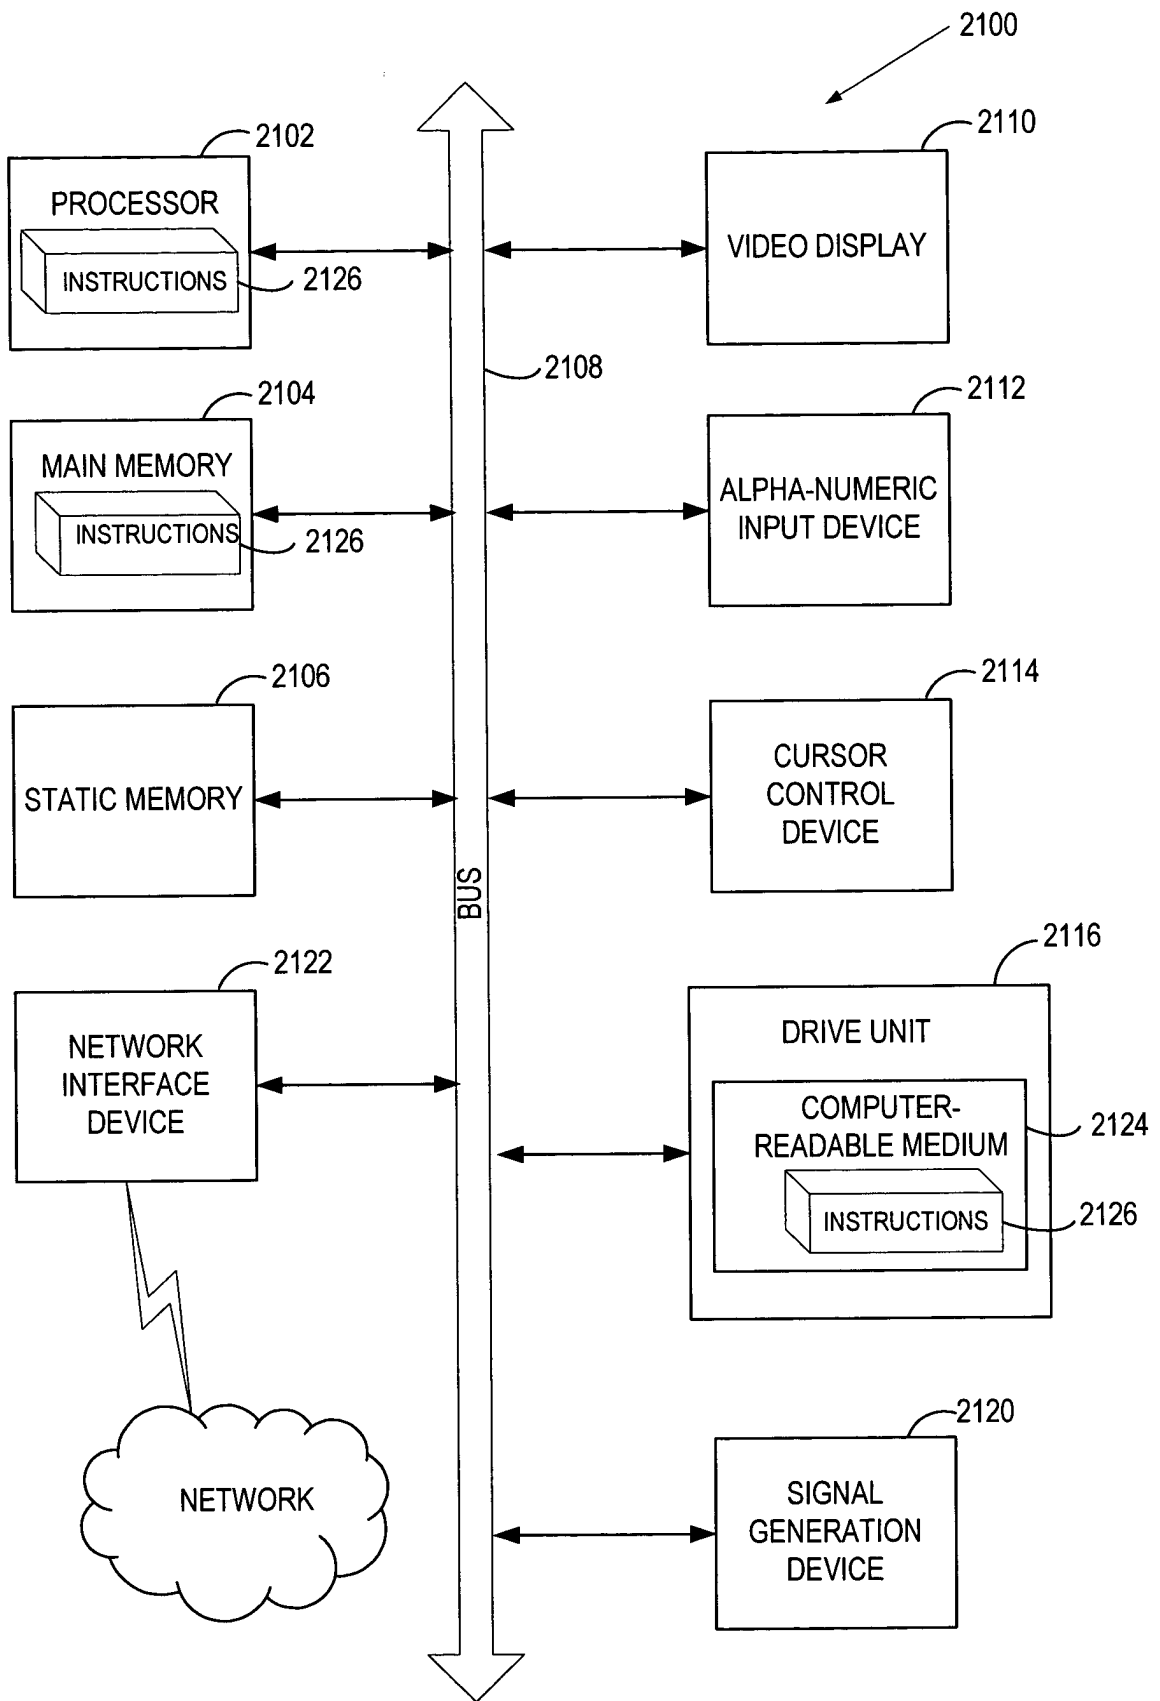 2100
2102
PROCESSOR
INSTRUCTIONS
2126
2110
VIDEO DISPLAY
2108
2104
MAIN MEMORY
INSTRUCTIONS
2126
2112
ALPHA-NUMERIC
INPUT DEVICE
2106
STATIC MEMORY
2114
CURSOR
CONTROL
DEVICE
BUS
2122
NETWORK
INTERFACE
DEVICE
2116
DRIVE UNIT
COMPUTER-
READABLE MEDIUM
2124
INSTRUCTIONS
2126
NETWORK
2120
SIGNAL
GENERATION
DEVICE